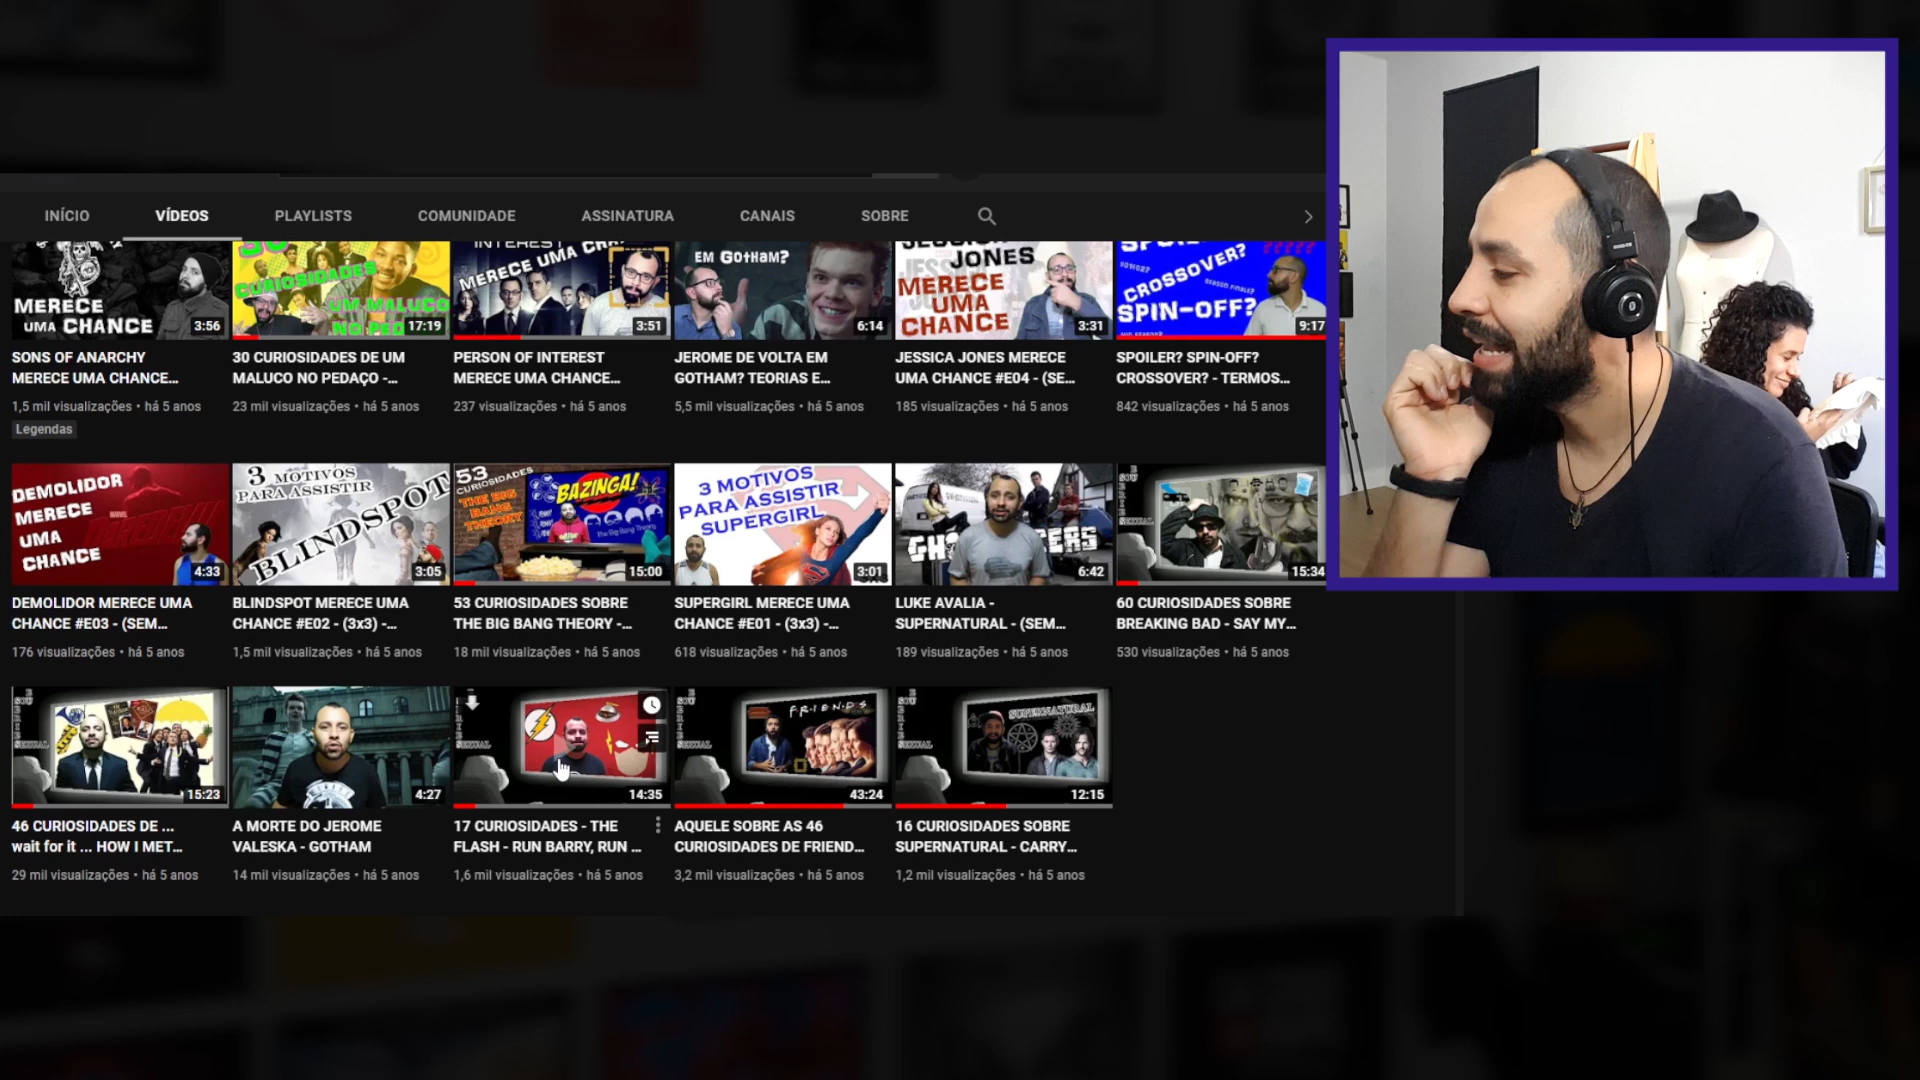 INÍCIO VÍDEOS PLAYLISTS COMUNIDADE ASSINATURA CANAIS SOBRE
MERECE
UMA CHANCE
3:56
CURIOSIDADES
UM MALUCO
NO PED
17:19
INTEREST
MERECE UMA CHA
3:51
EM GOTHAM?
6:14
JESSICA
JONES
MERECE
UMA
CHANCE
3:31
CROSSOVER?
SPIN-OFF?
9:17
SONS OF ANARCHY
MERECE UMA CHANCE...
1,5 mil visualizações • há 5 anos
Legendas
30 CURIOSIDADES DE UM
MALUCO NO PEDAÇO -...
23 mil visualizações • há 5 anos
PERSON OF INTEREST
MERECE UMA CHANCE...
237 visualizações • há 5 anos
JEROME DE VOLTA EM
GOTHAM? TEORIAS E...
5,5 mil visualizações • há 5 anos
JESSICA JONES MERECE
UMA CHANCE #E04 - (SE...
185 visualizações • há 5 anos
SPOILER? SPIN-OFF?
CROSSOVER? - TERMOS...
842 visualizações • há 5 anos
DEMOLIDOR
MERECE
UMA
CHANCE
4:33
3 MOTIVOS
PARA ASSISTIR
BLINDSPOT
3:05
53
CURIOSIDADES
THE BIG
BANG
THEORY
BAZINGA!
15:00
3 MOTIVOS
PARA ASSISTIR
SUPERGIRL
3:01
6:42
15:34
DEMOLIDOR MERECE UMA
CHANCE #E03 - (SEM...
176 visualizações • há 5 anos
BLINDSPOT MERECE UMA
CHANCE #E02 - (3x3) -...
1,5 mil visualizações • há 5 anos
53 CURIOSIDADES SOBRE
THE BIG BANG THEORY -...
18 mil visualizações • há 5 anos
SUPERGIRL MERECE UMA
CHANCE #E01 - (3x3) -...
618 visualizações • há 5 anos
LUKE AVALIA -
SUPERNATURAL - (SEM...
189 visualizações • há 5 anos
60 CURIOSIDADES SOBRE
BREAKING BAD - SAY MY...
530 visualizações • há 5 anos
15:23
4:27
14:35
FRIENDS
43:24
SUPERNATURAL
12:15
46 CURIOSIDADES DE ...
wait for it ... HOW I MET...
29 mil visualizações • há 5 anos
A MORTE DO JEROME
VALESKA - GOTHAM
14 mil visualizações • há 5 anos
17 CURIOSIDADES - THE
FLASH - RUN BARRY, RUN ...
1,6 mil visualizações • há 5 anos
AQUELE SOBRE AS 46
CURIOSIDADES DE FRIEND...
3,2 mil visualizações • há 5 anos
16 CURIOSIDADES SOBRE
SUPERNATURAL - CARRY...
1,2 mil visualizações • há 5 anos